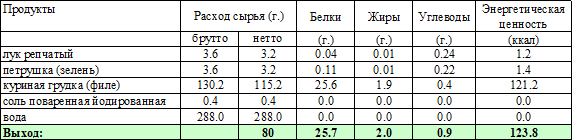 Продукты Расход сырья (г.) Белки Жиры Углеводы Энергетическая ценность
брутто нетто (г.) (г.) (г.) (ккал)
лук репчатый 3.6 3.2 0.04 0.01 0.24 1.2
петрушка (зелень) 3.6 3.2 0.11 0.01 0.22 1.4
куриная грудка (филе) 130.2 115.2 25.6 1.9 0.4 121.2
соль поваренная йодированная 0.4 0.4 0.0 0.0 0.0 0.0
вода 288.0 288.0 0.0 0.0 0.0 0.0
Выход: 80 25.7 2.0 0.9 123.8